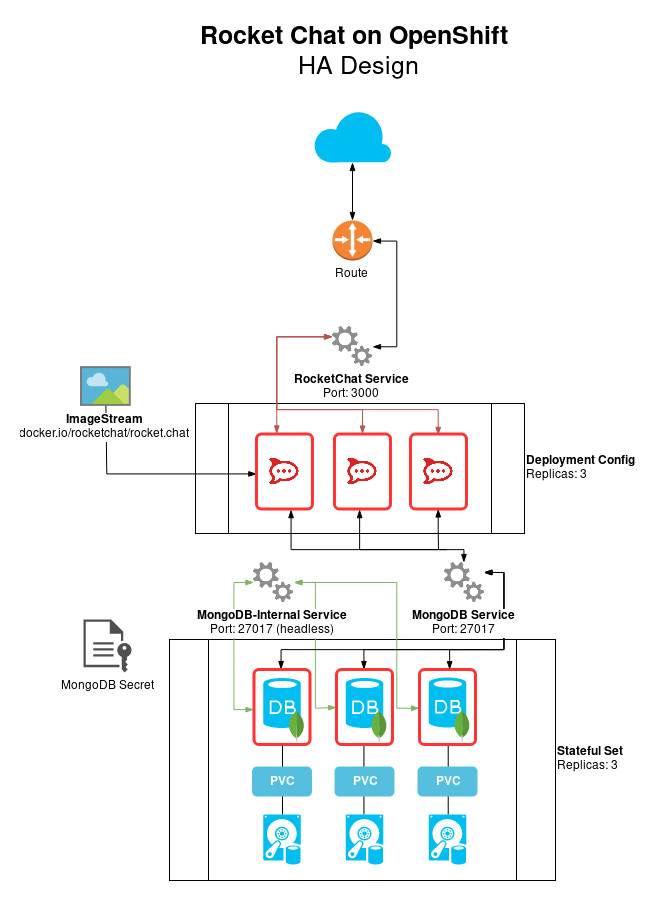 Rocket Chat on OpenShift
HA Design
Route
RocketChat Service
Port: 3000
ImageStream
docker.io/rocketchat/rocket.chat
Deployment Config
Replicas: 3
MongoDB-Internal Service
Port: 27017 (headless)
MongoDB Service
Port: 27017
MongoDB Secret
DB
DB
DB
Stateful Set
Replicas: 3
PVC
PVC
PVC